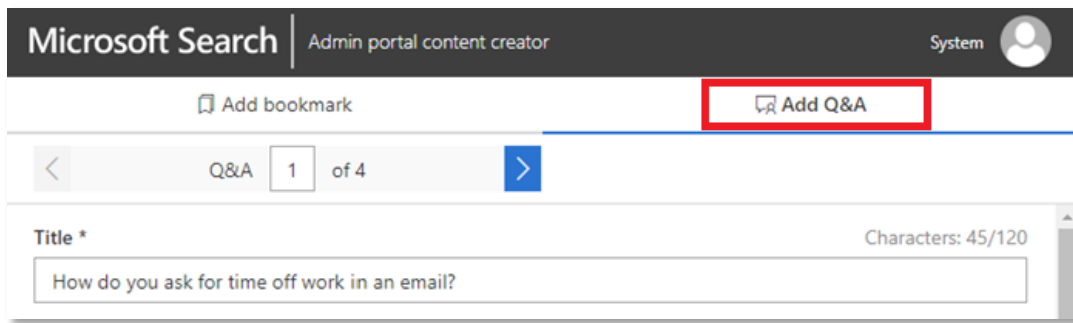 Microsoft Search | Admin portal content creator System
Add bookmark Add Q&A
Q&A 1 of 4
Title * Characters: 45/120
How do you ask for time off work in an email?